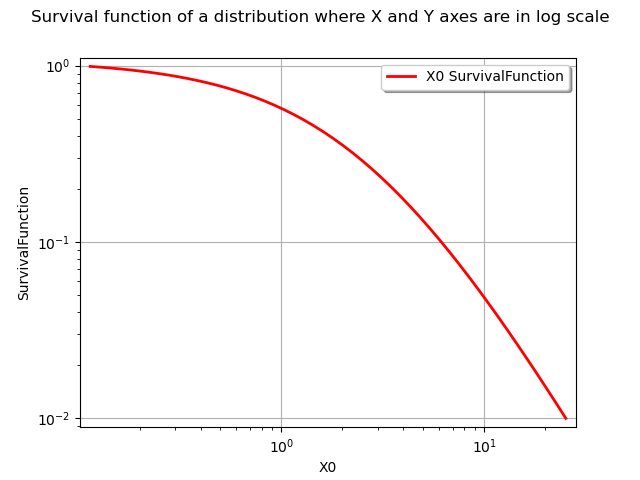 Survival function of a distribution where X and Y axes are in log scale
X0 SurvivalFunction
10⁰
10⁻¹
10⁻²
SurvivalFunction
10⁰ 10¹
X0